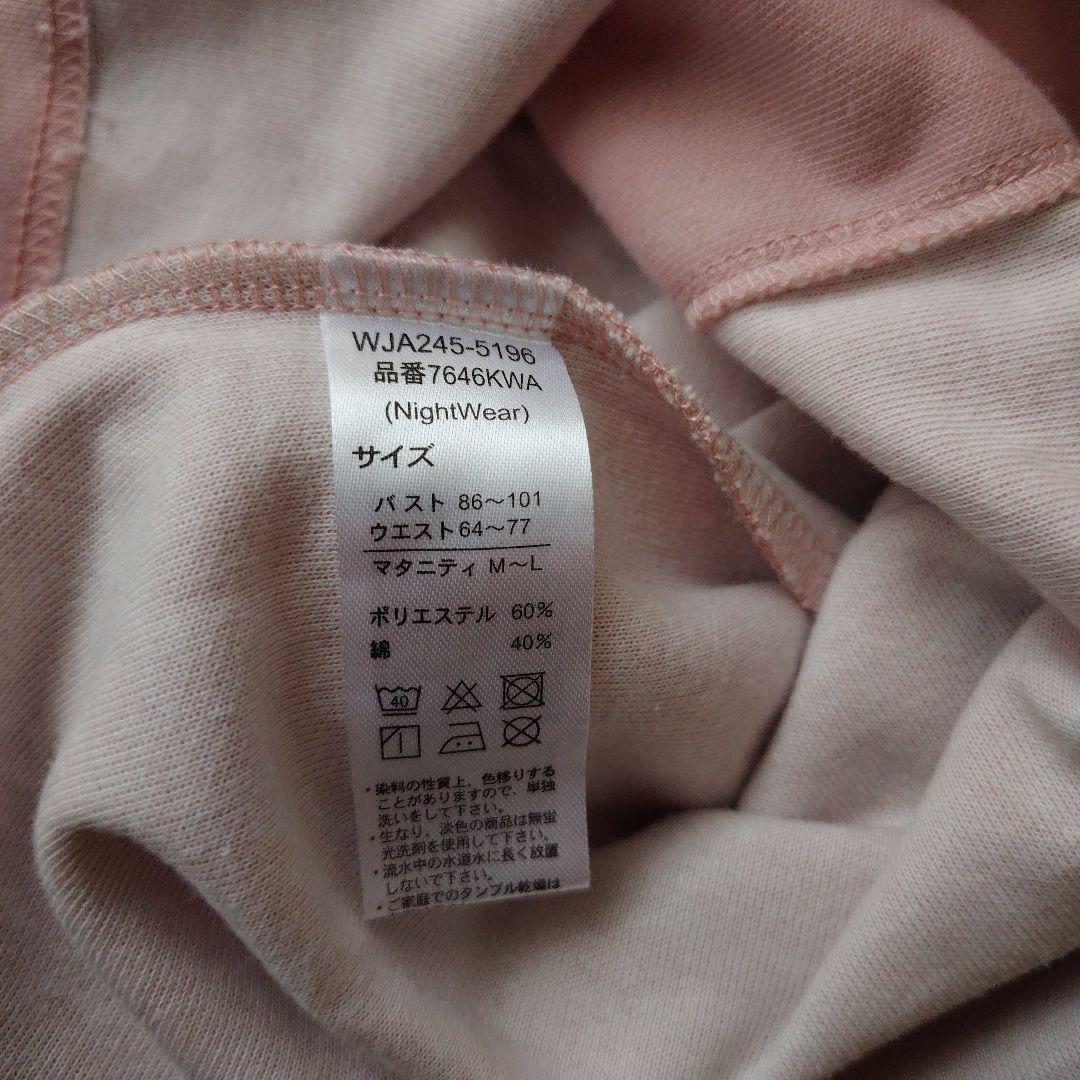 WJA245-5196
品番7646KWA
(NightWear)
サイズ
バスト 86～101
ウエスト64～77
マタニティ M～L
ポリエステル 60%
綿 40%
40
・染料の性質上、色移りする
ことがありますので、単独
洗いをして下さい。
・生なり、淡色の商品は無蛍
光洗剤を使用して下さい。
・流水中の水道水に長く放置
しないで下さい。
・ご家庭でのタンブル乾燥は